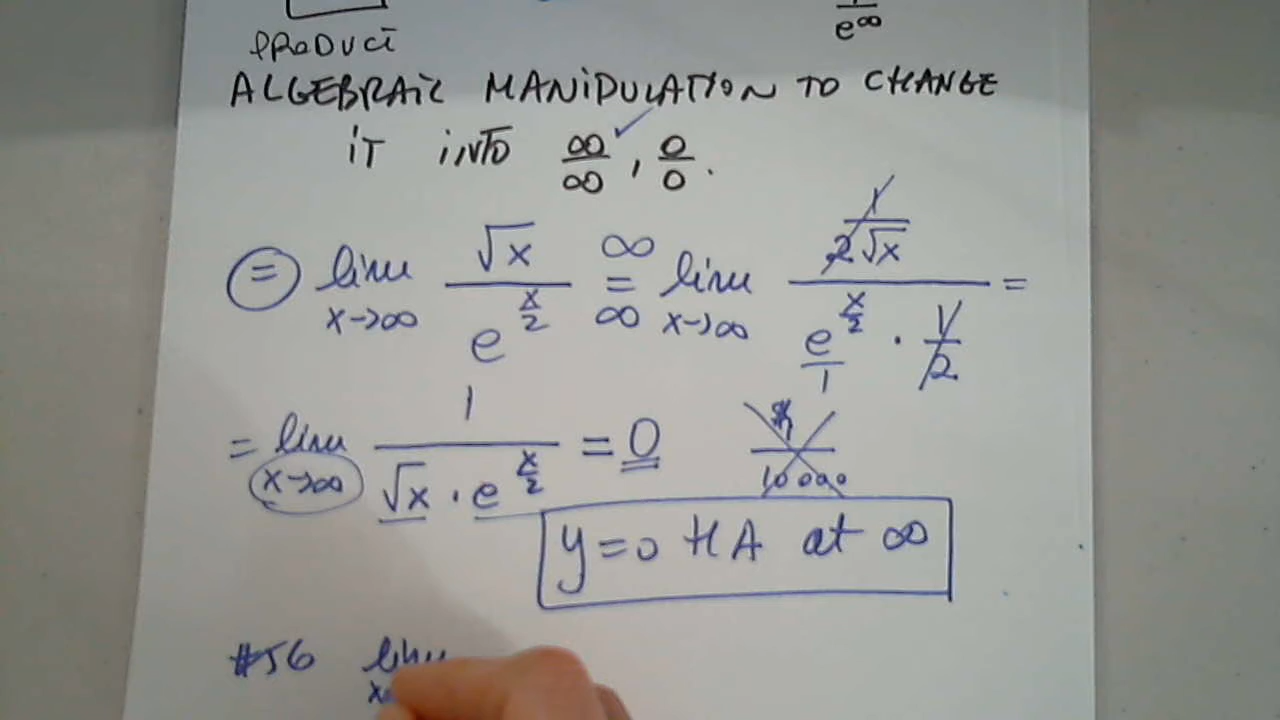 1/e^∞
PRODUCT
ALGEBRAIC MANIPULATION TO CHANGE
IT INTO ∞/∞ ✓, 0/0.
= lim x→∞ √x / e^(x/2) ∞=∞ lim x→∞ (1/(2√x)) / (e^(x/2)/1 · 1/2) =
= lim x→∞ 1 / (√x · e^(x/2)) = 0 10000
y=0 HA at ∞
#56 lim x